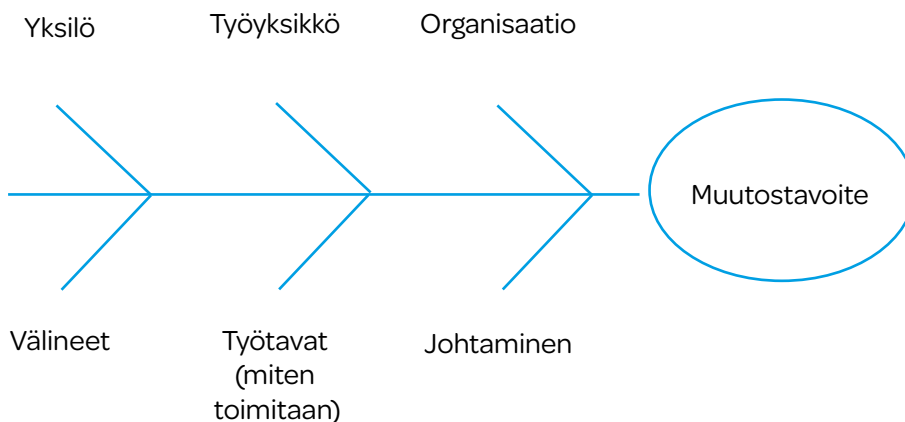 Yksilö
Työyksikkö
Organisaatio
Muutostavoite
Välineet
Työtavat
(miten
toimitaan)
Johtaminen